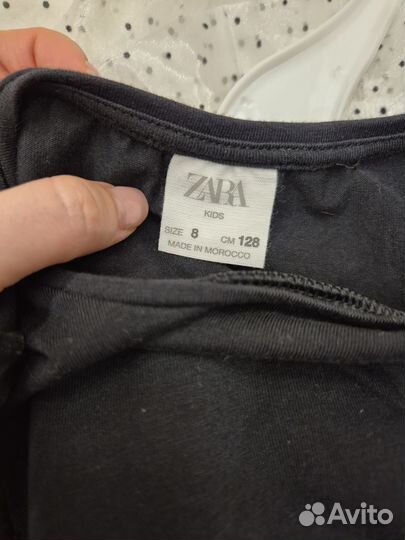 ZARA
KIDS
SIZE 8 CM 128
MADE IN MOROCCO
Avito